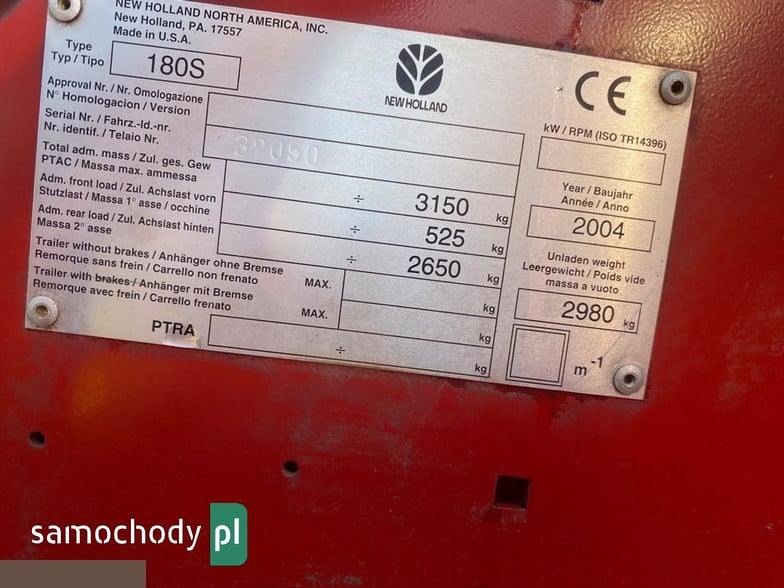 NEW HOLLAND NORTH AMERICA, INC.
New Holland, PA. 17557
Made in U.S.A.
Type
Typ / Tipo
180S
NEW HOLLAND
CE
Approval Nr. / Nr. Omologazione
N° Homologacion / Version
Serial Nr. / Fahrz.-Id.-nr.
Nr. identif. / Telaio Nr.
Total adm. mass / Zul. ges. Gew
PTAC / Massa max. ammessa
÷ 3150 kg
Adm. front load / Zul. Achslast vorn
Stutzlast / Massa 1° asse / occhine
÷ 525 kg
Adm. rear load / Zul. Achslast hinten
Massa 2° asse
÷ 2650 kg
Trailer without brakes / Anhänger ohne Bremse
Remorque sans frein / Carrello non frenato
MAX. kg
Trailer with brakes / Anhänger mit Bremse
Remorque avec frein / Carrello frenato
MAX. kg
PTRA ÷ kg
kW / RPM (ISO TR14396)
Year / Baujahr
Année / Anno
2004
Unladen weight
Leergewicht / Poids vide
massa a vuoto
2980 kg
m⁻¹
samochody pl